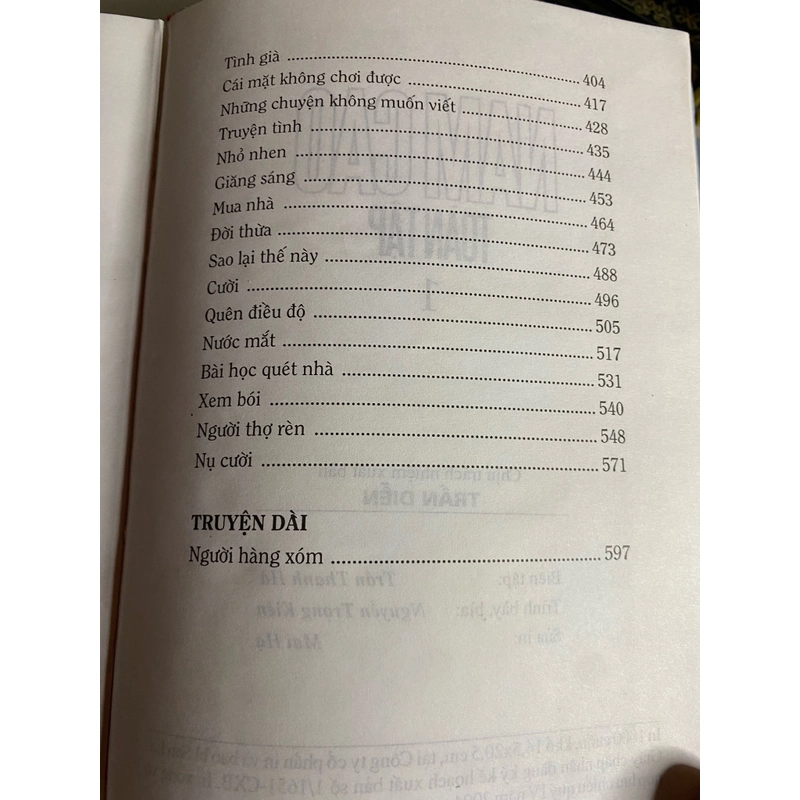 Tình già ........ 404
Cái mặt không chơi được ........ 417
Những chuyện không muốn viết ........ 428
Truyện tình ........ 435
Nhỏ nhen ........ 444
Giăng sáng ........ 453
Mua nhà ........ 464
Đời thừa ........ 473
Sao lại thế này ........ 488
Cười ........ 496
Quên điều độ ........ 505
Nước mắt ........ 517
Bài học quét nhà ........ 531
Xem bói ........ 540
Người thợ rèn ........ 548
Nụ cười ........ 571
TRUYỆN DÀI
Người hàng xóm ........ 597